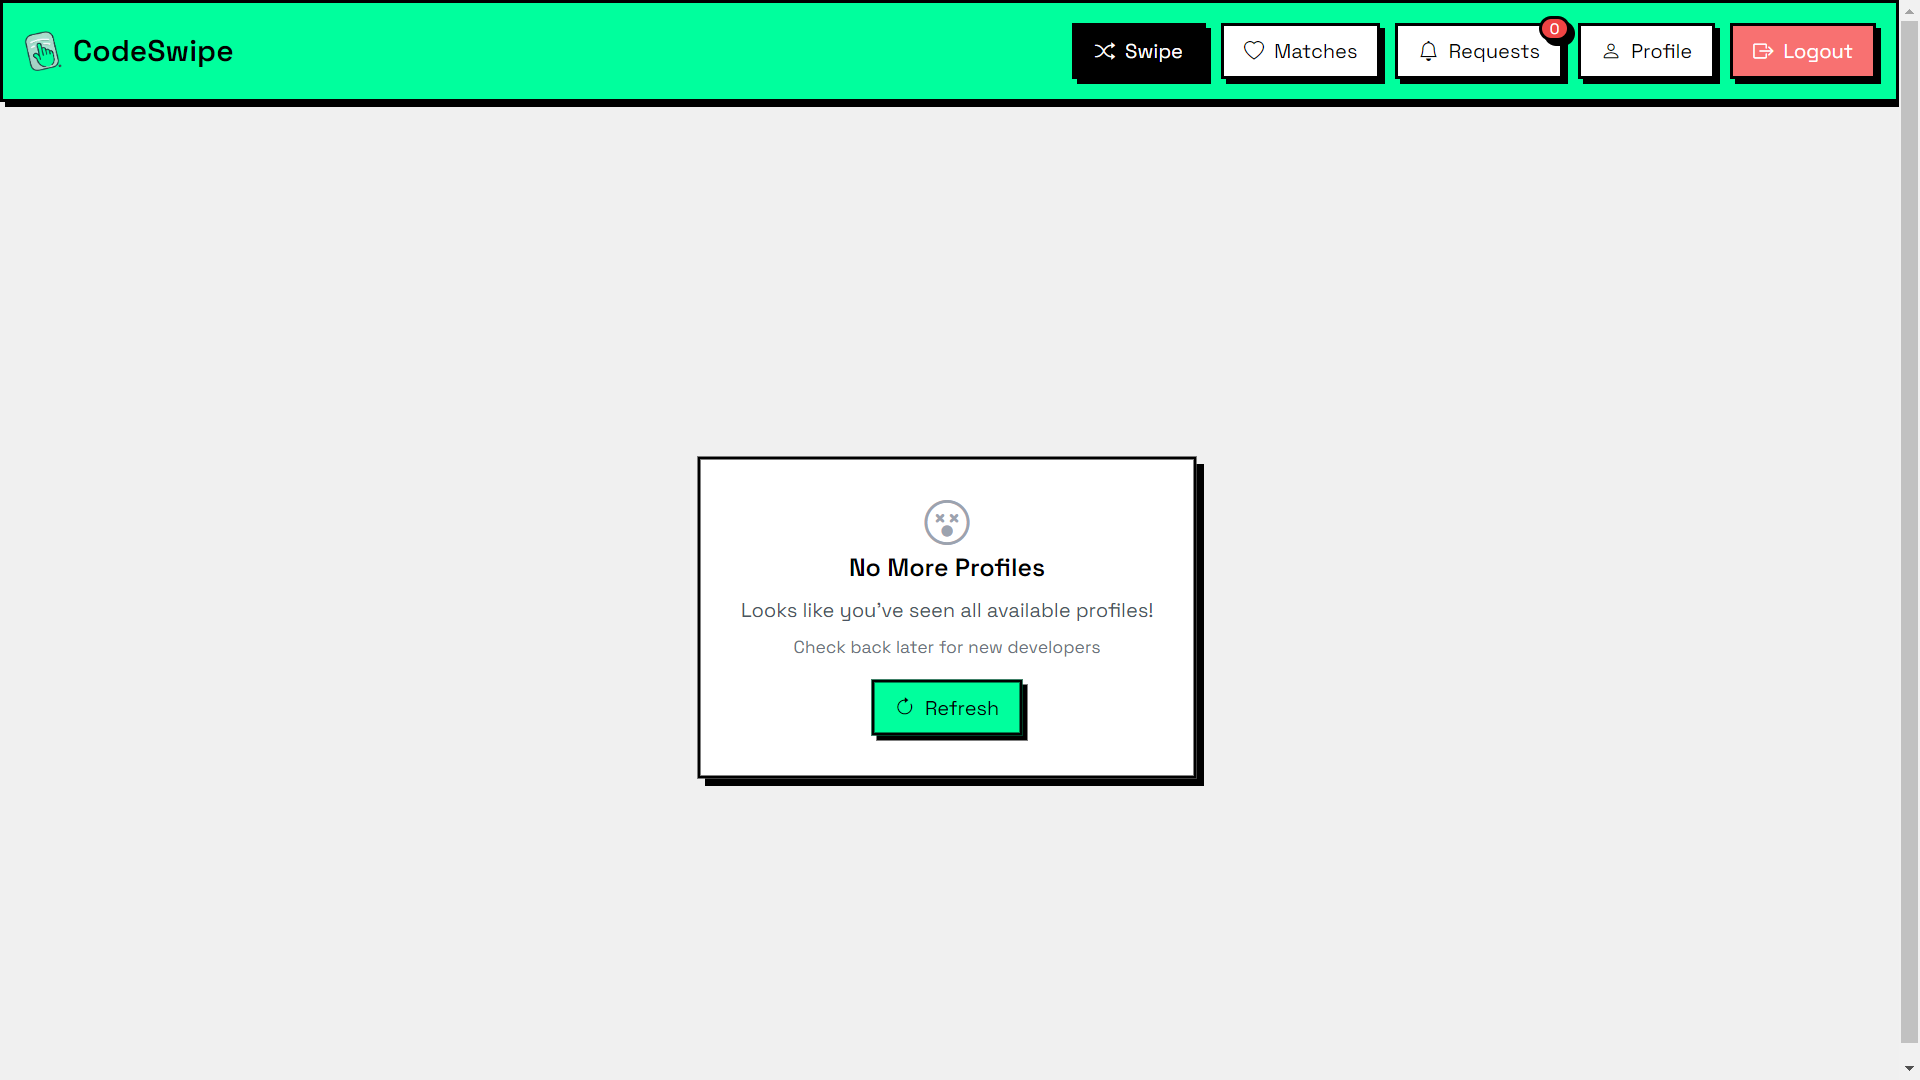 CodeSwipe
Swipe
Matches
Requests
0
Profile
Logout
No More Profiles
Looks like you've seen all available profiles!
Check back later for new developers
Refresh